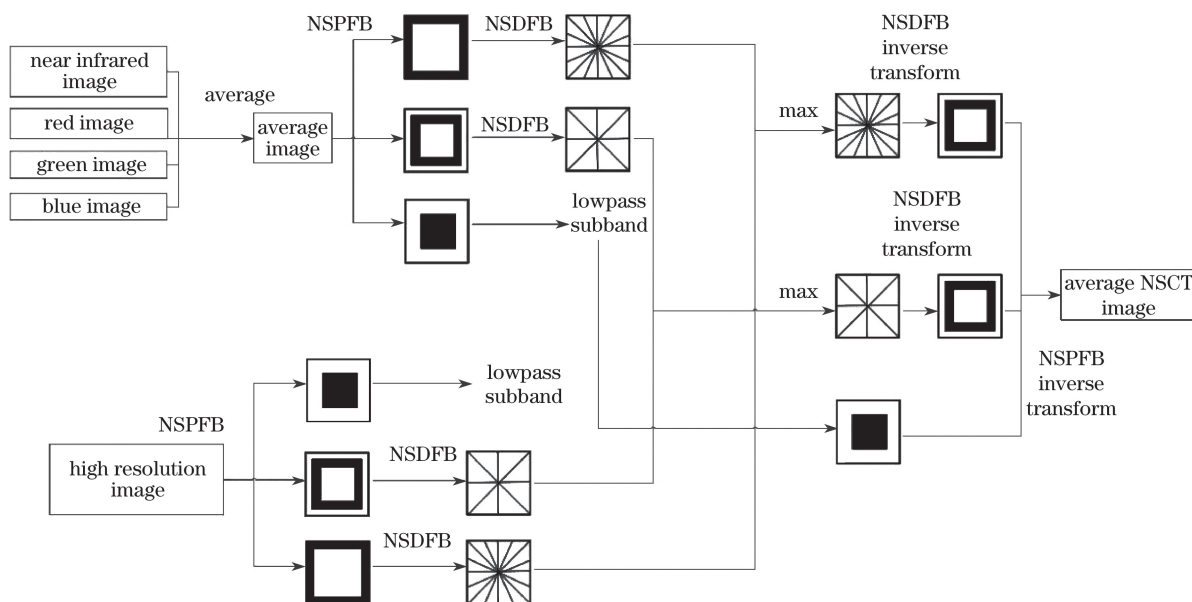 near infrared
image
red image
green image
blue image
average
average
image
NSPFB
NSDFB
NSDFB
lowpass
subband
NSDFB
inverse
transform
max
NSDFB
inverse
transform
max
average NSCT
image
NSPFB
inverse
transform
lowpass
subband
NSPFB
high resolution
image
NSDFB
NSDFB